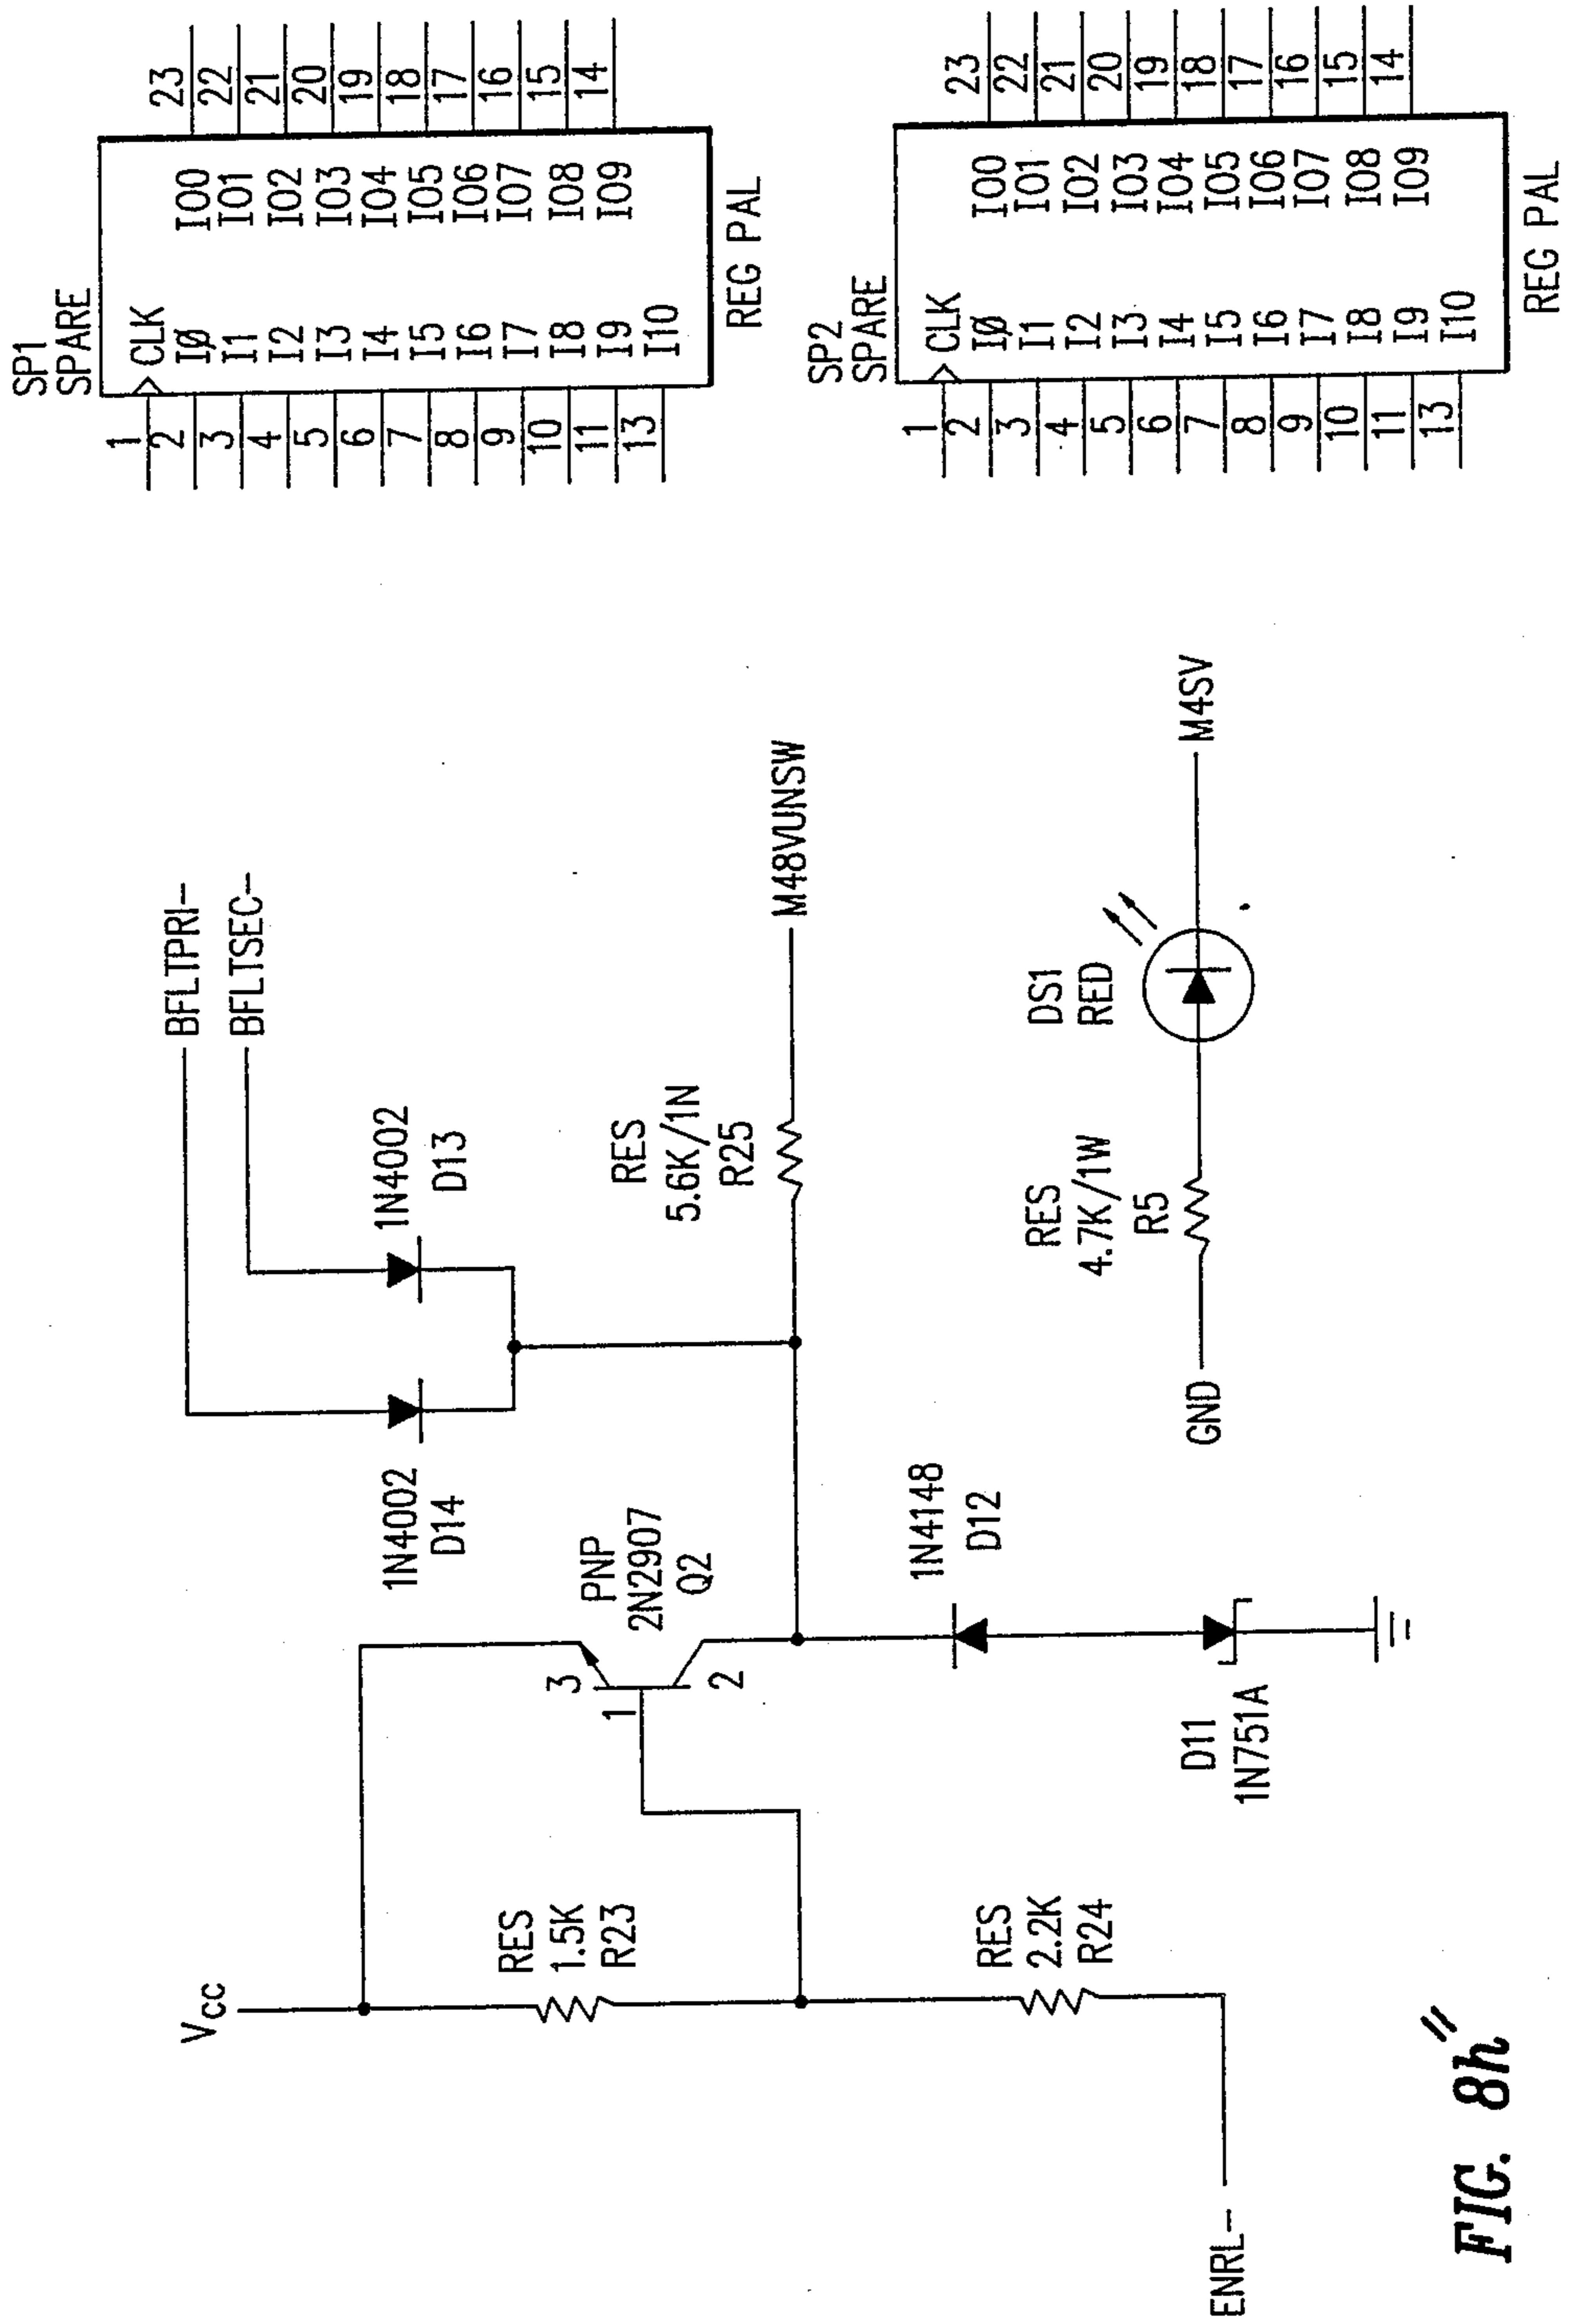 SP1
SPARE
1
2
3
4
5
6
7
8
9
10
11
13
CLK
IØ
I1
I2
I3
I4
I5
I6
I7
I8
I9
I10
IO0
IO1
IO2
IO3
IO4
IO5
IO6
IO7
IO8
IO9
23
22
21
20
19
18
17
16
15
14
REG PAL
SP2
SPARE
1
2
3
4
5
6
7
8
9
10
11
13
CLK
IØ
I1
I2
I3
I4
I5
I6
I7
I8
I9
I10
IO0
IO1
IO2
IO3
IO4
IO5
IO6
IO7
IO8
IO9
23
22
21
20
19
18
17
16
15
14
REG PAL
BFLTPRI-
BFLTSEC-
1N4002
D13
1N4002
D14
RES
5.6K/1N
R25
M48VUNSW
DS1
RED
M4SV
RES
4.7K/1W
R5
GND
PNP
2N2907
Q2
3
1
2
1N4148
D12
D11
1N751A
VCC
RES
1.5K
R23
RES
2.2K
R24
ENRL-
FIG. 8h"